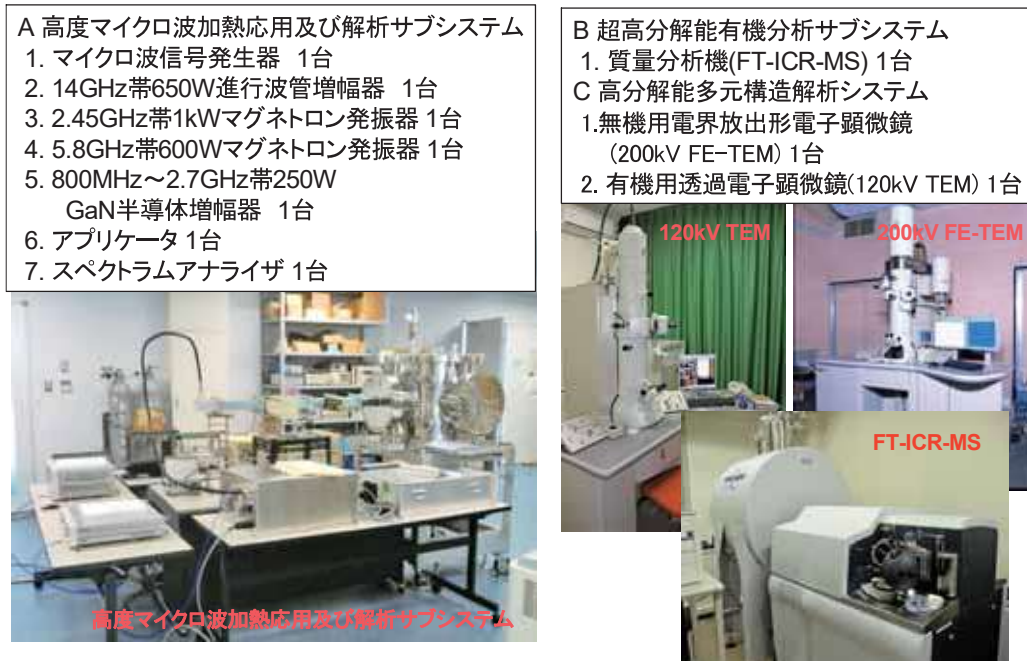 A 高度マイクロ波加熱応用及び解析サブシステム
1. マイクロ波信号発生器 1台
2. 14GHz帯650W進行波管増幅器 1台
3. 2.45GHz帯1kWマグネトロン発振器 1台
4. 5.8GHz帯600Wマグネトロン発振器 1台
5. 800MHz～2.7GHz帯250W
GaN半導体増幅器 1台
6. アプリケータ 1台
7. スペクトラムアナライザ 1台
高度マイクロ波加熱応用及び解析サブシステム
B 超高分解能有機分析サブシステム
1. 質量分析機(FT-ICR-MS) 1台
C 高分解能多元構造解析システム
1.無機用電界放出形電子顕微鏡
(200kV FE-TEM) 1台
2. 有機用透過電子顕微鏡(120kV TEM) 1台
120kV TEM
200kV FE-TEM
FT-ICR-MS